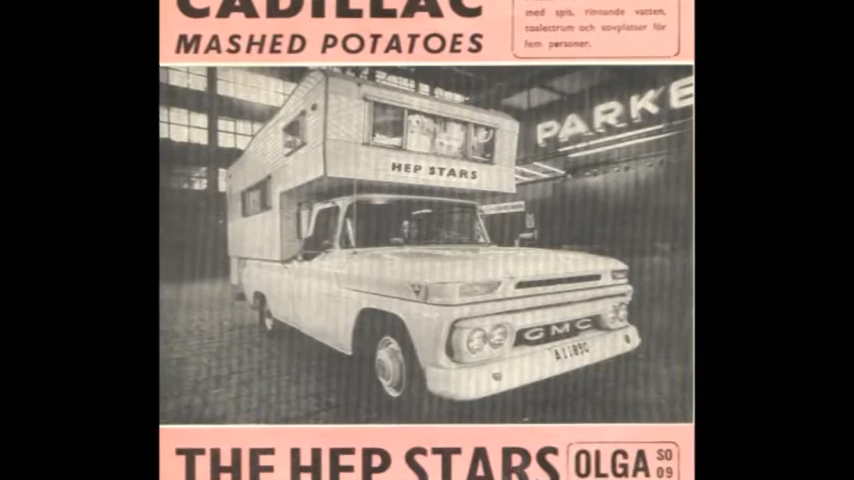 CADILLAC
MASHED POTATOES
med spis, rinnande vatten,
toalettrum och sovplatser för
fem personer.
PARKE
HEP STARS
GMC
A11890
THE HEP STARS
OLGA
SO
09